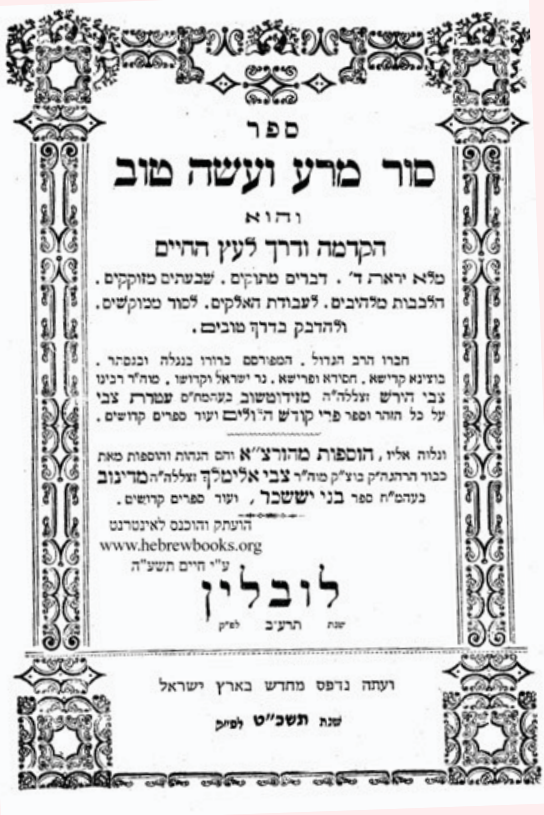 ספר
סור מרע ועשה טוב
והוא
הקדמה ודרך לעץ החיים
מלא יראת ד׳. דברים מתוקים. שבעתים מזוקקים.
הלבבות מלהיבים. לעבודת האלקים. לסור ממוקשים.
ולהדבק בדרך טובים.
חברו הרב הגדול. המפורסם ברורו בנגלה ובנסתר.
בוצינא קדישא. חסידא ופרישא. נר ישראל וקדושו. מוה״ר רבינו
צבי הירש זצללה״ה מזידוטשוב בעהמח״ס עטרת צבי
על כל הזהר וספר פרי קודש הלולים ועוד ספרים קדושים.
ונלוה אליו, הוספות מהורצ״א והם הגהות והוספות מאת
כבוד הרהגה״ק בוצ״ק מוה״ר צבי אלימלך זצללה״ה מדינוב
בעהמ״ח ספר בני יששכר, ועוד ספרים קדושים.
הועתק והוכנס לאינטרנט
www.hebrewbooks.org
ע״י חיים תשע״ה
לובלין
שנת תרע״ב לפ״ק
ועתה נדפס מחדש בארץ ישראל
שנת תשכ״ט לפ״ק